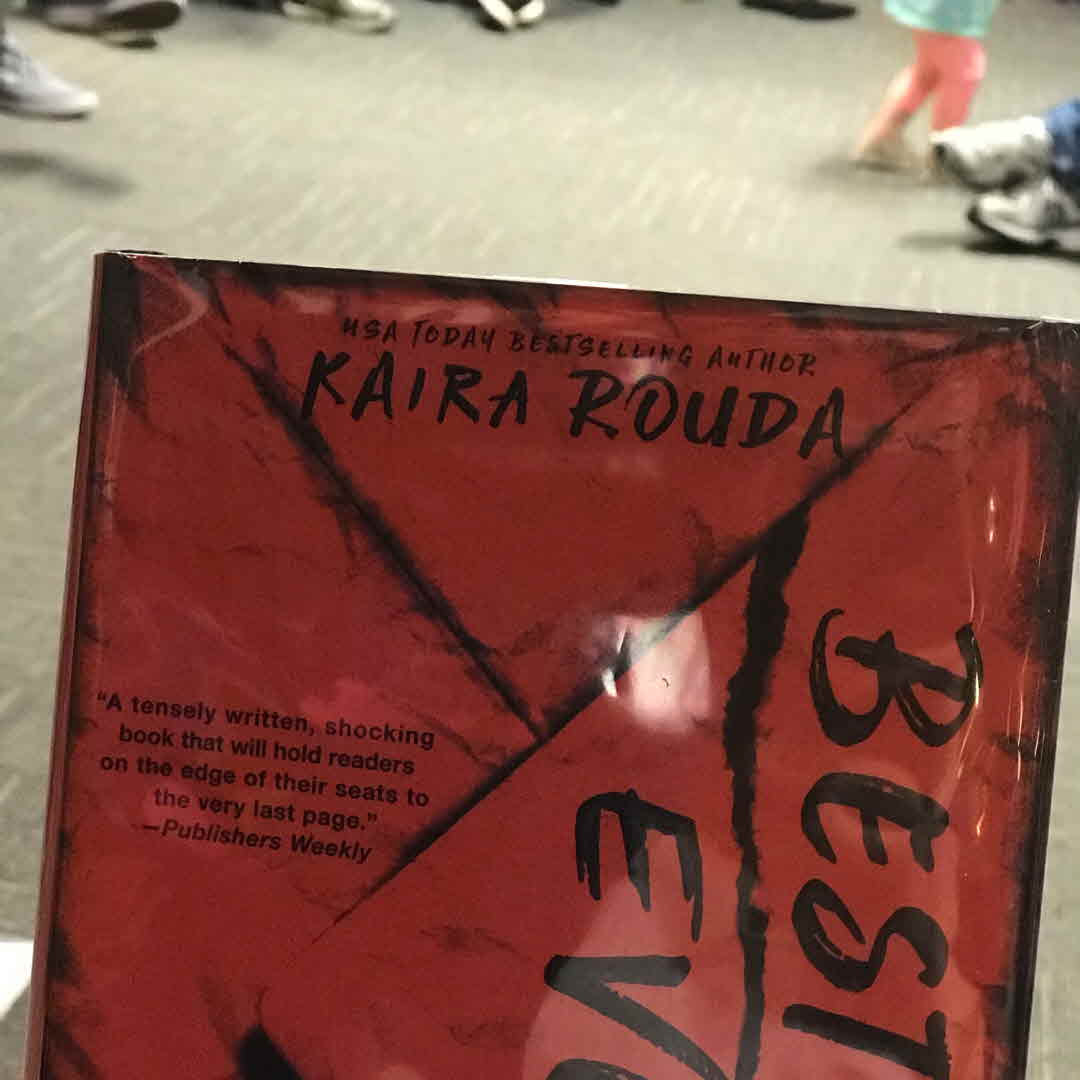 USA TODAY BESTSELLING AUTHOR
KAIRA ROUDA
BEST
EV
"A tensely written, shocking
book that will hold readers
on the edge of their seats to
the very last page."
—Publishers Weekly